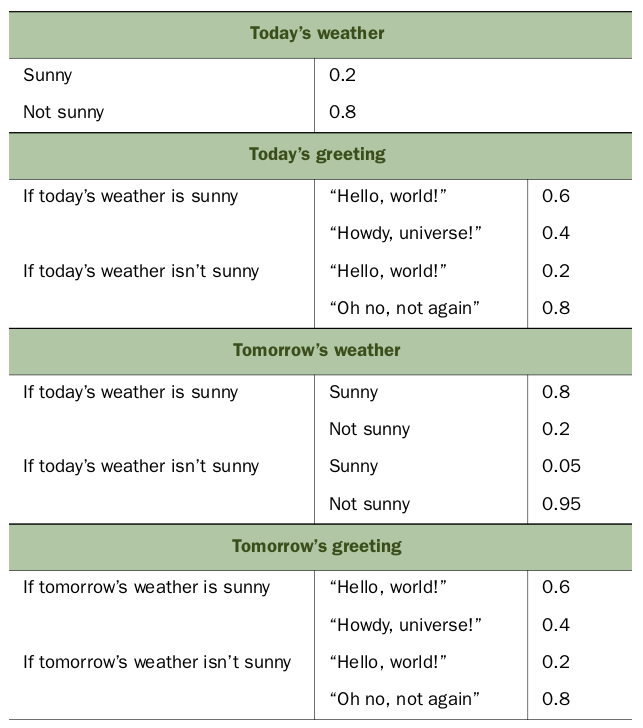 Today's weather
Sunny 0.2
Not sunny 0.8
Today's greeting
If today's weather is sunny “Hello, world!” 0.6
“Howdy, universe!” 0.4
If today's weather isn't sunny “Hello, world!” 0.2
“Oh no, not again” 0.8
Tomorrow's weather
If today's weather is sunny Sunny 0.8
Not sunny 0.2
If today's weather isn't sunny Sunny 0.05
Not sunny 0.95
Tomorrow's greeting
If tomorrow's weather is sunny “Hello, world!” 0.6
“Howdy, universe!” 0.4
If tomorrow's weather isn't sunny “Hello, world!” 0.2
“Oh no, not again” 0.8